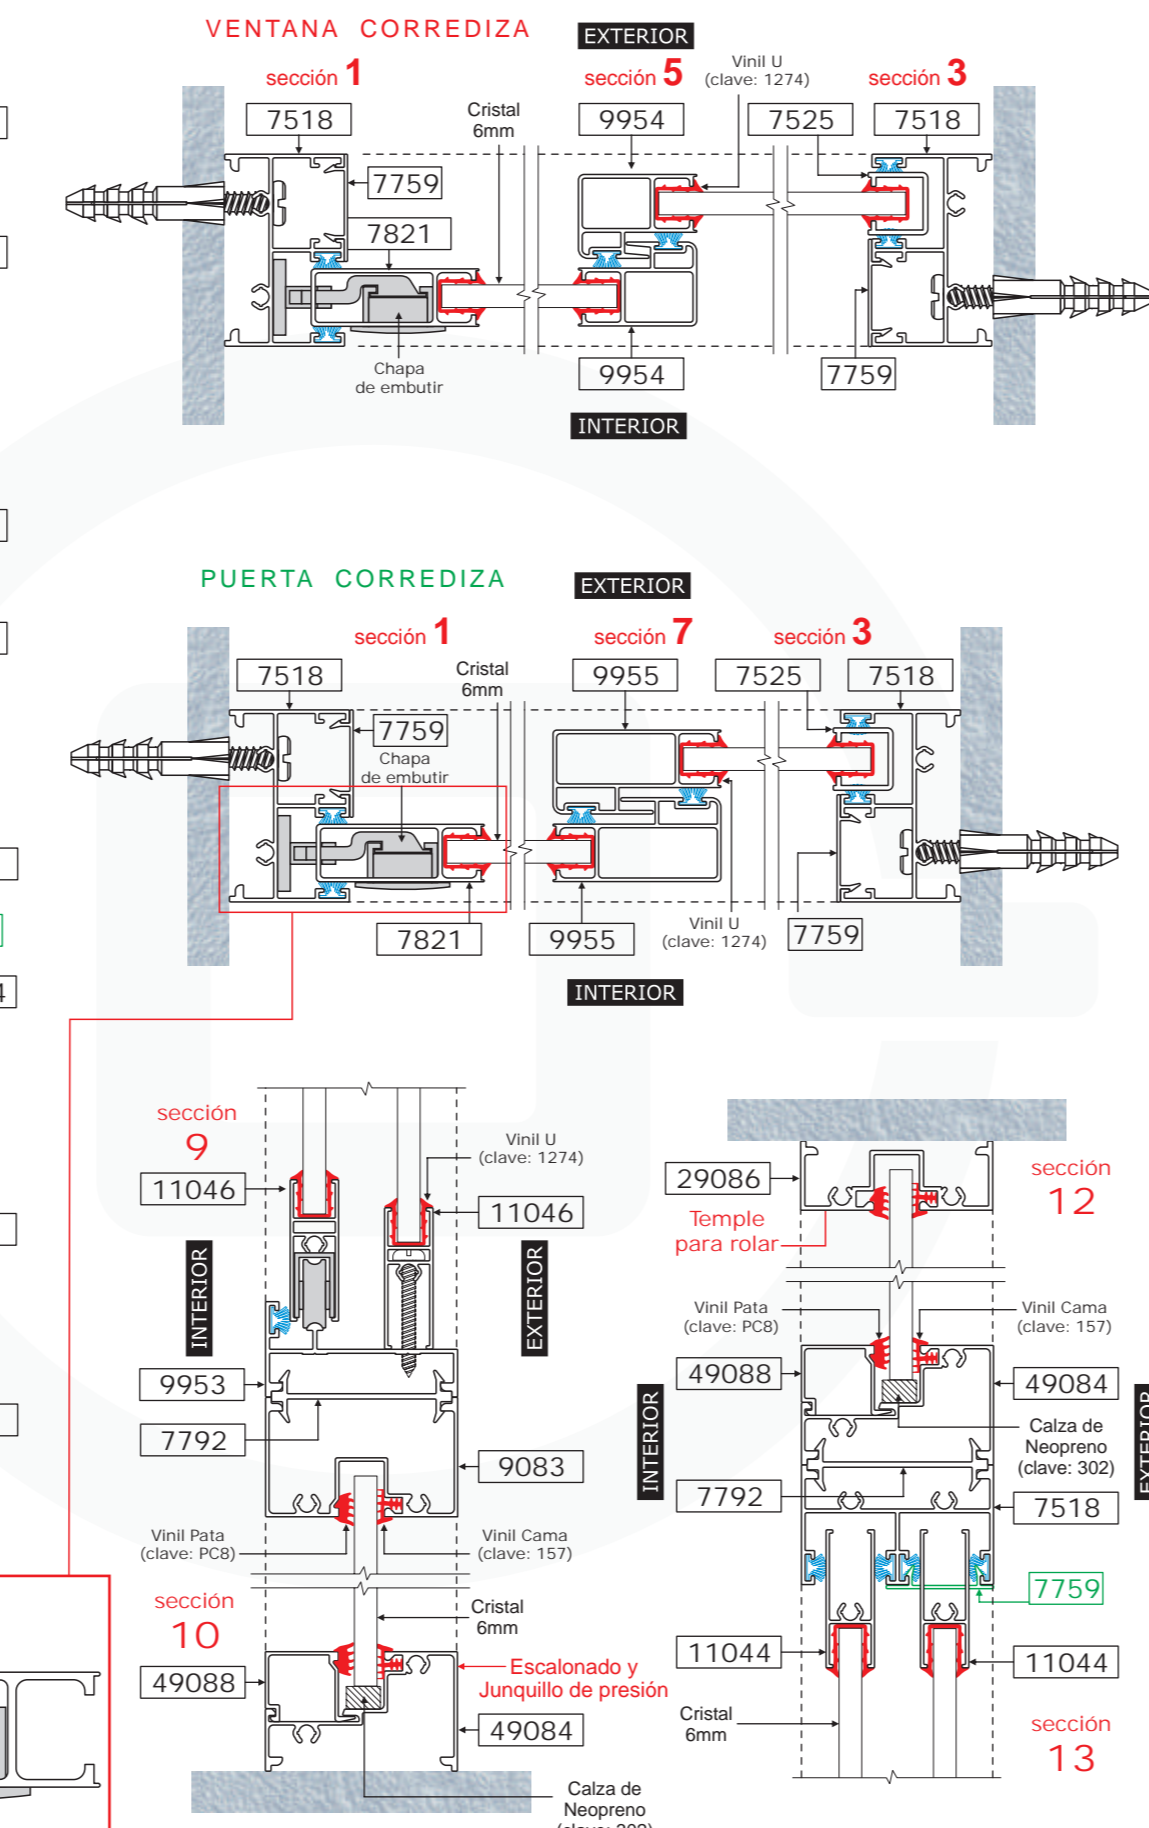 VENTANA CORREDIZA
EXTERIOR
sección 1
sección 5
Vinil U
(clave: 1274)
sección 3
7518
Cristal
6mm
9954
7525
7518
7759
7821
Chapa
de embutir
9954
7759
INTERIOR
PUERTA CORREDIZA
EXTERIOR
sección 1
sección 7
sección 3
7518
Cristal
6mm
9955
7525
7518
7759
Chapa
de embutir
7821
9955
Vinil U
(clave: 1274)
7759
INTERIOR
4
sección
9
Vinil U
(clave: 1274)
11046
11046
INTERIOR
EXTERIOR
9953
7792
9083
Vinil Pata
(clave: PC8)
Vinil Cama
(clave: 157)
sección
10
Cristal
6mm
49088
Escalonado y
Junquillo de presión
49084
Calza de
Neopreno
(clave: 302)
29086
sección
12
Temple
para rolar
Vinil Pata
(clave: PC8)
Vinil Cama
(clave: 157)
49088
49084
INTERIOR
EXTERIOR
Calza de
Neopreno
(clave: 302)
7792
7518
7759
11044
11044
Cristal
6mm
sección
13